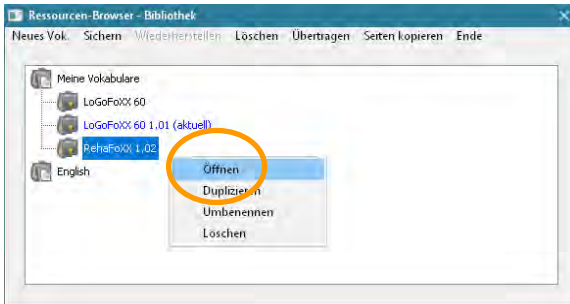 Ressourcen-Browser - Bibliothek
Neues Vok. Sichern Wiederherstellen Löschen Übertragen Seiten kopieren Ende
Meine Vokabulare
LoGoFoXX 60
LoGoFoXX 60 1.01 (aktuell)
RehaFoXX 1.02
English
Öffnen
Duplizieren
Umbenennen
Löschen